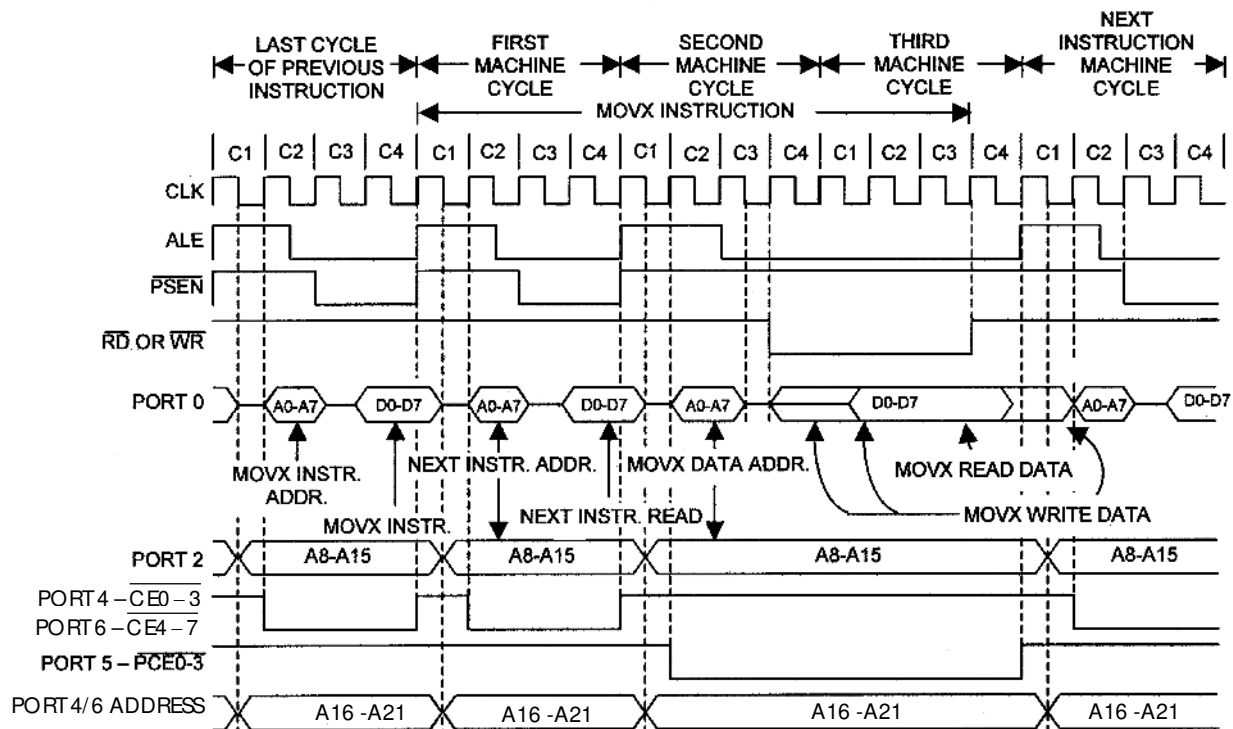 LAST CYCLE
OF PREVIOUS
INSTRUCTION
FIRST
MACHINE
CYCLE
SECOND
MACHINE
CYCLE
THIRD
MACHINE
CYCLE
NEXT
INSTRUCTION
MACHINE
CYCLE
MOVX INSTRUCTION
C1 C2 C3 C4 C1 C2 C3 C4 C1 C2 C3 C4 C1 C2 C3 C4 C1 C2 C3 C4
CLK
ALE
PSEN
RD OR WR
PORT 0
A0-A7 D0-D7 A0-A7 D0-D7 A0-A7 D0-D7 A0-A7 D0-D7
MOVX INSTR.
ADDR.
NEXT INSTR. ADDR.
MOVX DATA ADDR.
MOVX READ DATA
MOVX INSTR.
NEXT INSTR. READ
MOVX WRITE DATA
PORT 2
A8-A15 A8-A15 A8-A15 A8-A15
PORT 4 – CE0 – 3
PORT 6 – CE4 – 7
PORT 5 – PCE0-3
PORT 4/6 ADDRESS
A16 -A21 A16 -A21 A16 -A21 A16 -A21